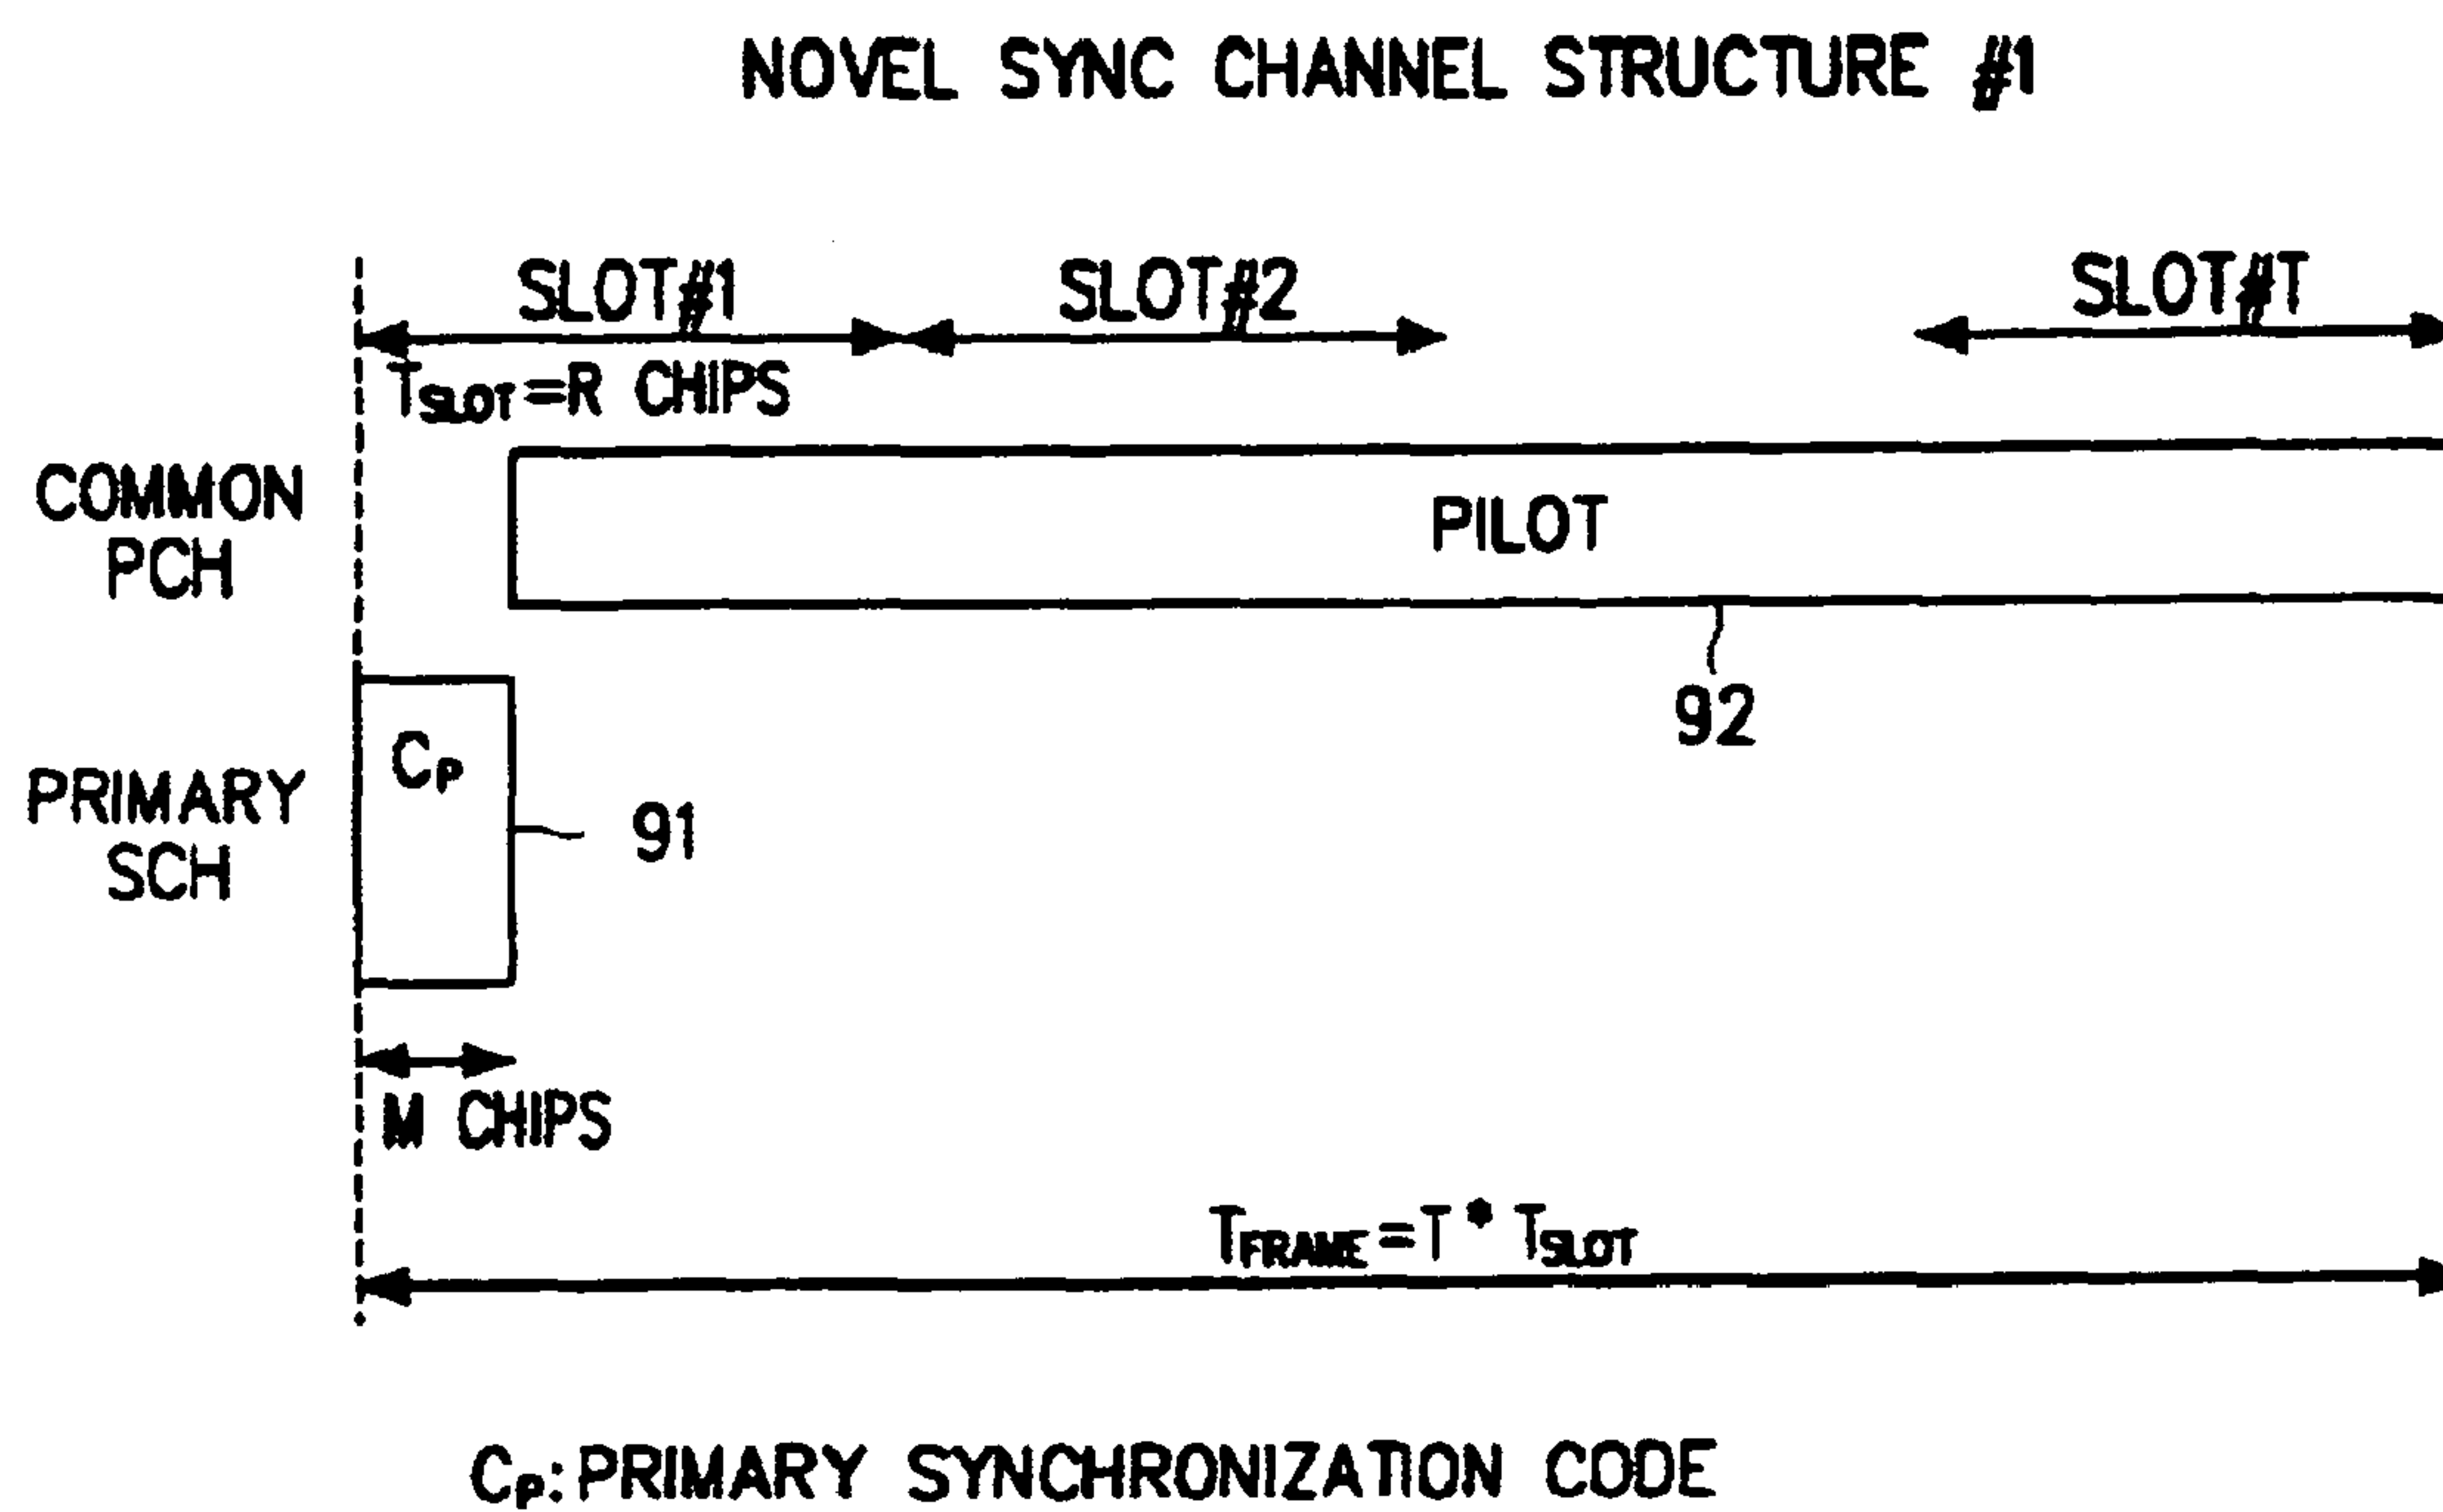 NOVEL SYNC CHANNEL STRUCTURE #1
SLOT#1
SLOT#2
SLOT#T
TSLOT=R CHIPS
COMMON
PCH
PILOT
92
CP
PRIMARY
SCH
91
M CHIPS
TFRAME=T* TSLOT
CP:PRIMARY SYNCHRONIZATION CODE